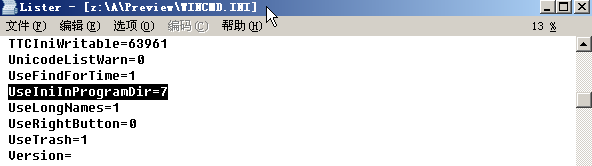 Lister - [z:\A\Preview\WINCMD.INI]
文件(F) 编辑(E) 选项(O) 编码(C) 帮助(H) 13 %
TTCIniWritable=63961
UnicodeListWarn=0
UseFindForTime=1
UseIniInProgramDir=7
UseLongNames=1
UseRightButton=0
UseTrash=1
Version=